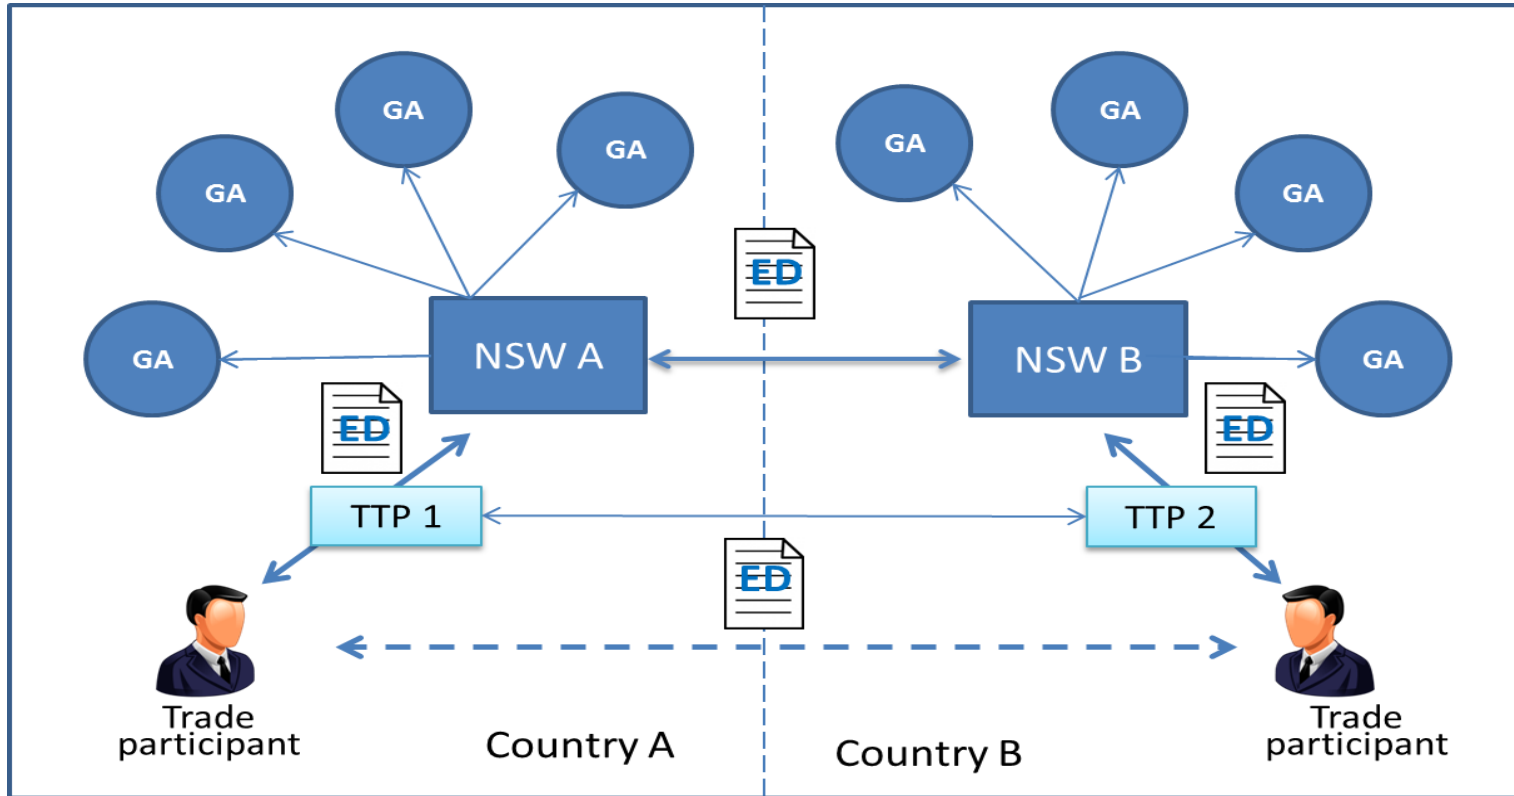 GA
GA
GA
GA
GA
GA
GA
GA
ED
NSW A
NSW B
ED
ED
TTP 1
TTP 2
ED
Trade
participant
Country A
Country B
Trade
participant